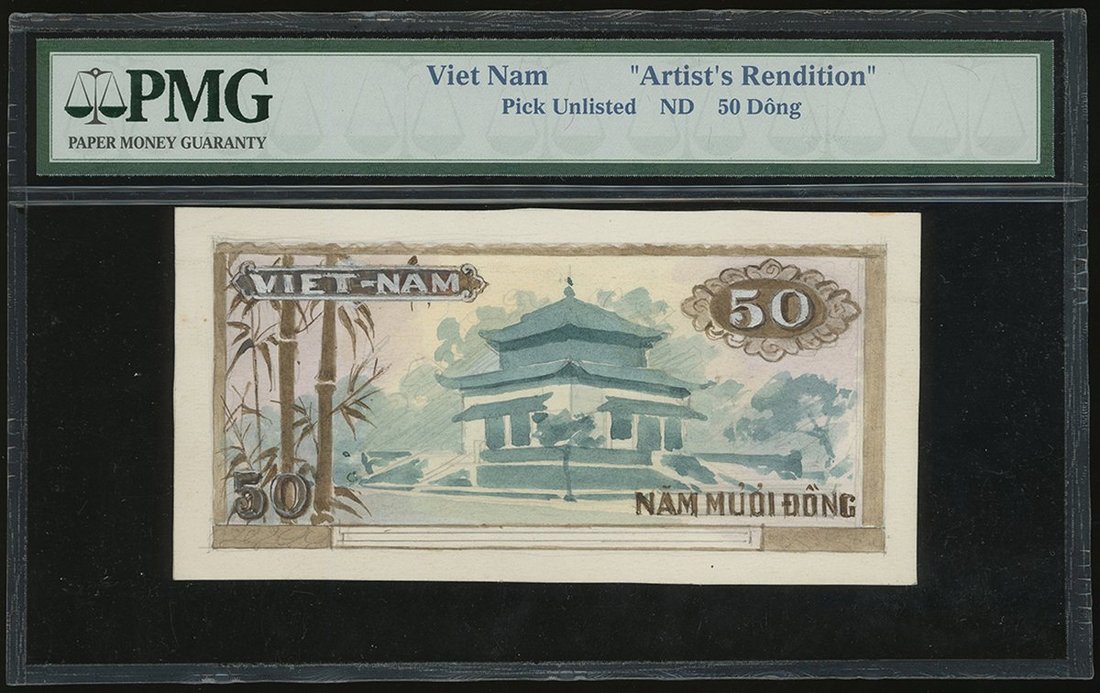 PMG
PAPER MONEY GUARANTY
Viet Nam "Artist's Rendition"
Pick Unlisted ND 50 Dông
VIET-NAM
50
50
NĂM MƯƠI ĐỒNG